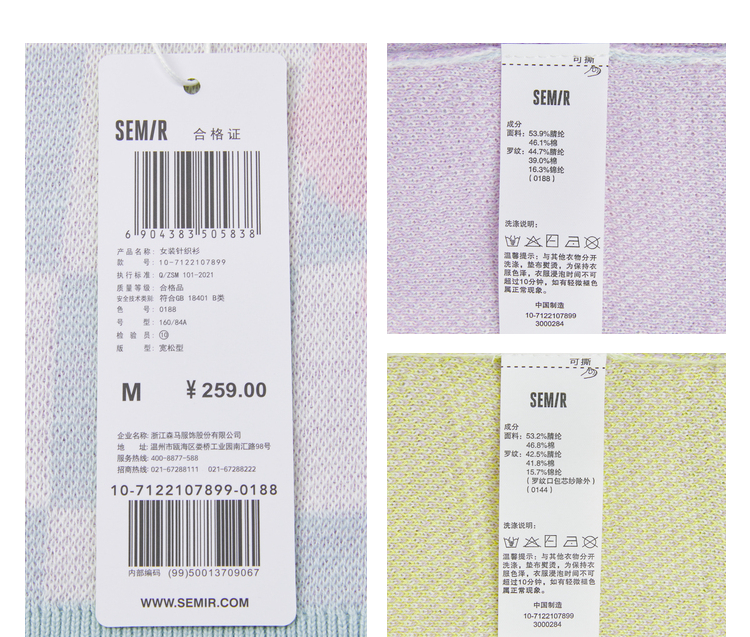 SEM/R 合格证
6 904383 505838
产品名称: 女装针织衫
款 号: 10-7122107899
执行标准: Q/ZSM 101-2021
质量等级: 合格品
安全技术类别: 符合GB 18401 B类
色 号: 0188
号 型: 160/84A
检 验 员: 10
版 型: 宽松型
M ¥259.00
企业名称: 浙江森马服饰股份有限公司
地 址: 温州市瓯海区娄桥工业园南汇路98号
服务热线: 400-8877-588
招商热线: 021-67288111 021-67288222
10-7122107899-0188
内部编码 (99)50013709067
WWW.SEMIR.COM
可撕
SEM/R
成分
面料: 53.9%腈纶
46.1%棉
罗纹: 44.7%腈纶
39.0%棉
16.3%锦纶
(0188)
洗涤说明:
温馨提示: 与其他衣物分开
洗涤, 垫布熨烫, 为保持衣
服色泽, 衣服浸泡时间不可
超过10分钟, 如有轻微褪色
属正常现象。
中国制造
10-7122107899
3000284
可撕
SEM/R
成分
面料: 53.2%腈纶
46.8%棉
罗纹: 42.5%腈纶
41.8%棉
15.7%锦纶
(罗纹口包芯纱除外)
(0144)
洗涤说明:
温馨提示: 与其他衣物分开
洗涤, 垫布熨烫, 为保持衣
服色泽, 衣服浸泡时间不可
超过10分钟, 如有轻微褪色
属正常现象。
中国制造
10-7122107899
3000284